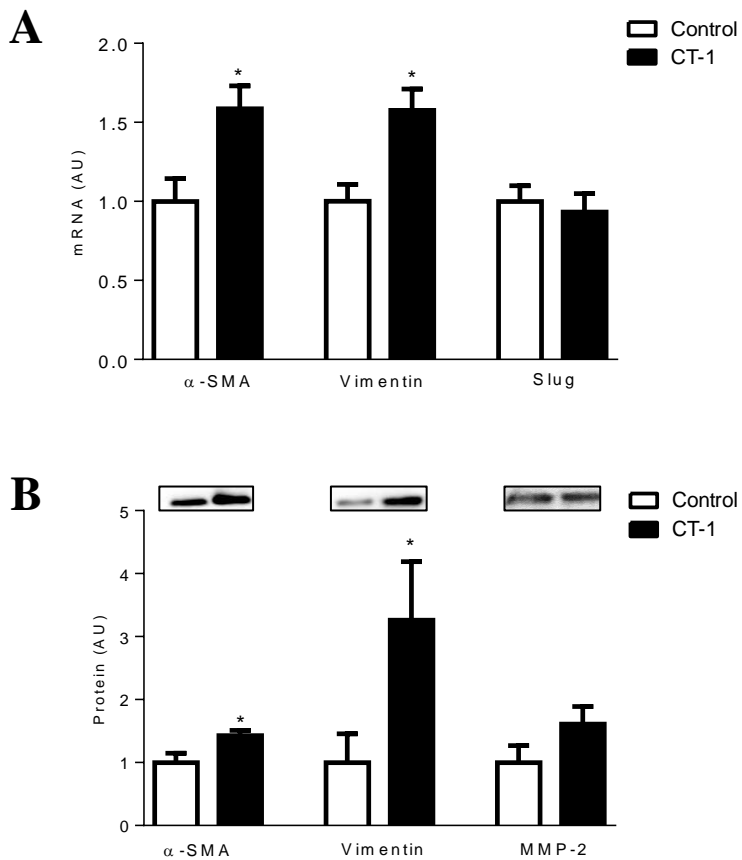 A
Control
CT-1
2.0
1.5
1.0
0.5
0.0
mRNA (AU)
* *
α-SMA Vimentin Slug
B
Control
CT-1
5
4
3
2
1
0
Protein (AU)
*
*
α-SMA Vimentin MMP-2